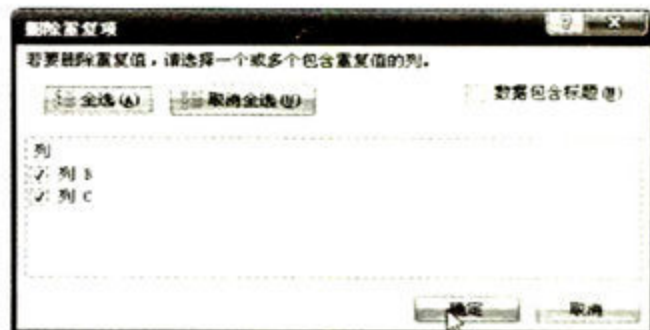 删除重复项
若要删除重复值，请选择一个或多个包含重复值的列。
全选(A) 取消全选(U) 数据包含标题(M)
列
列 B
列 C
确定 取消